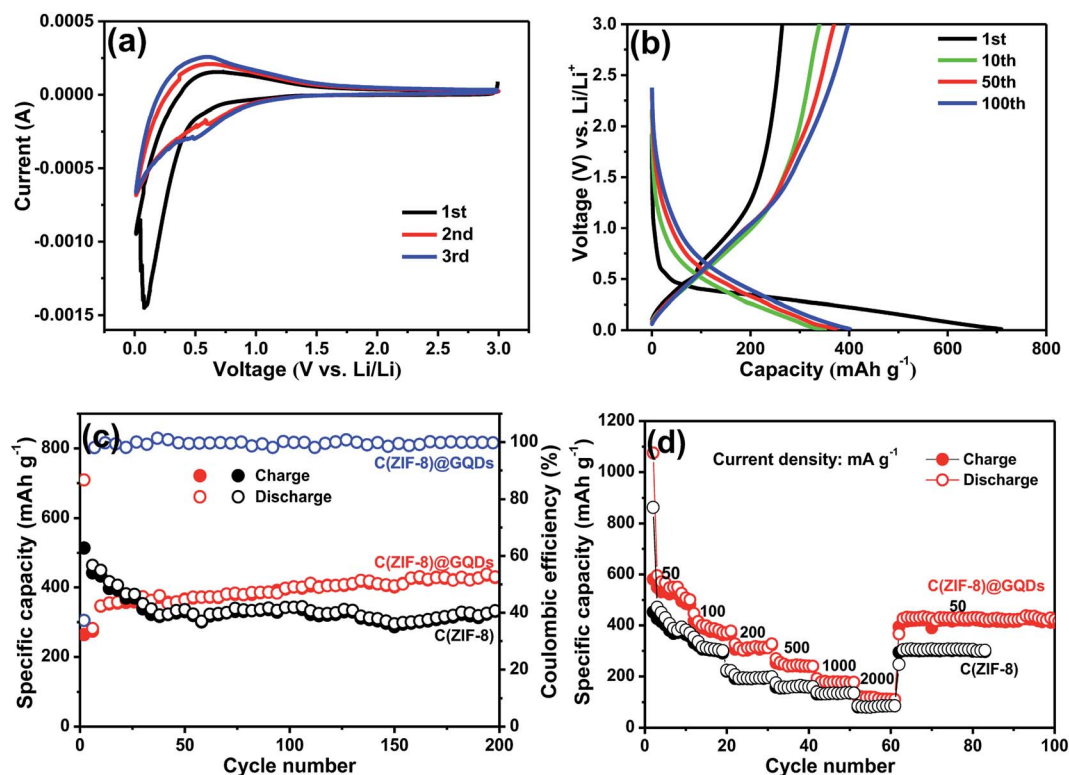 (a)
0.0005
0.0000
-0.0005
-0.0010
-0.0015
Current (A)
1st
2nd
3rd
0.0 0.5 1.0 1.5 2.0 2.5 3.0
Voltage (V vs. Li/Li)
(b)
3.0
2.5
2.0
1.5
1.0
0.5
0.0
Voltage (V) vs. Li/Li⁺
1st
10th
50th
100th
0 200 400 600 800
Capacity (mAh g⁻¹)
(c)
800
600
400
200
0
Specific capacity (mAh g⁻¹)
C(ZIF-8)@GQDs
Charge
Discharge
C(ZIF-8)@GQDs
C(ZIF-8)
100
80
60
40
20
0
Coulombic efficiency (%)
0 50 100 150 200
Cycle number
(d)
1200
1000
800
600
400
200
0
Specific capacity (mAh g⁻¹)
Current density: mA g⁻¹
Charge
Discharge
C(ZIF-8)@GQDs
50
100
200
500
1000
2000
50
C(ZIF-8)
0 20 40 60 80 100
Cycle number